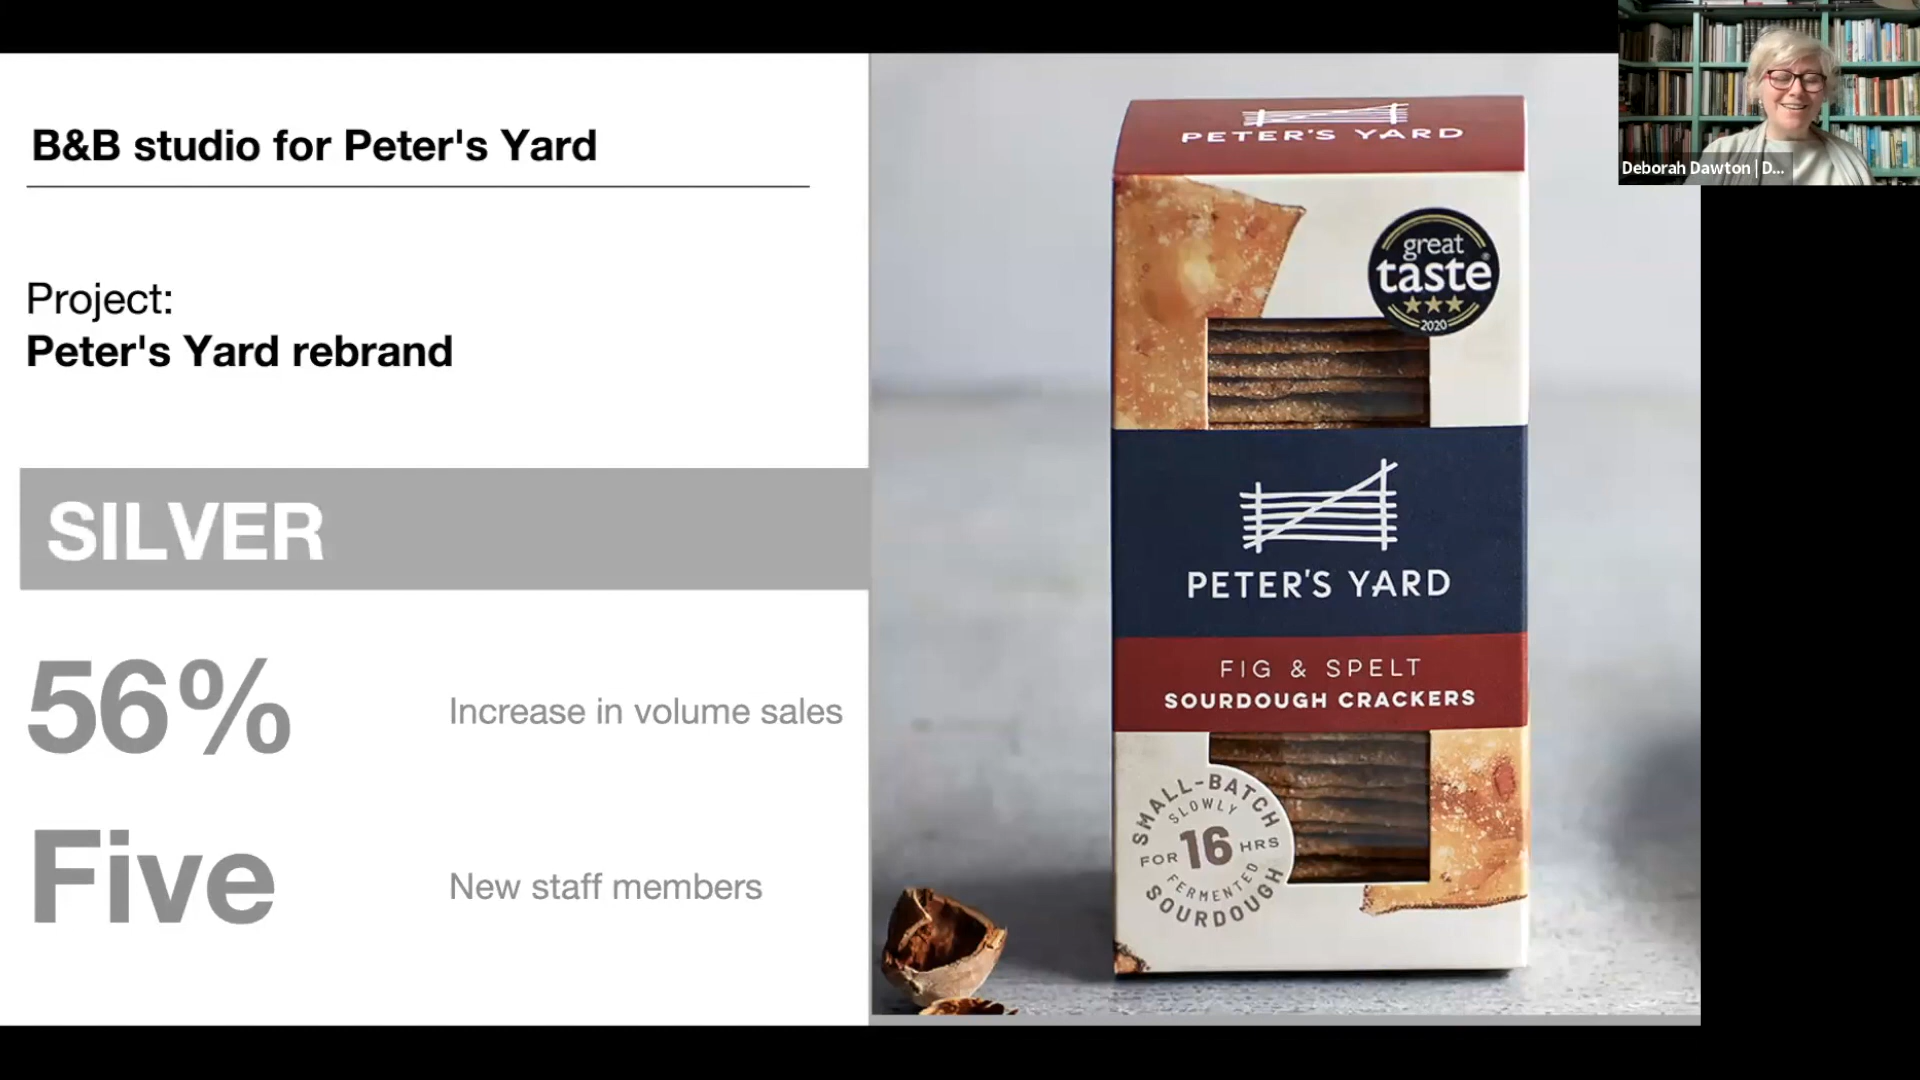 B&B studio for Peter's Yard
Project:
Peter's Yard rebrand
SILVER
56%
Increase in volume sales
Five
New staff members
PETER'S YARD
great
taste®
★★★
2020
PETER'S YARD
FIG & SPELT
SOURDOUGH CRACKERS
SMALL-BATCH
SLOWLY
FOR 16 HRS
FERMENTED
SOURDOUGH
Deborah Dawton | D...